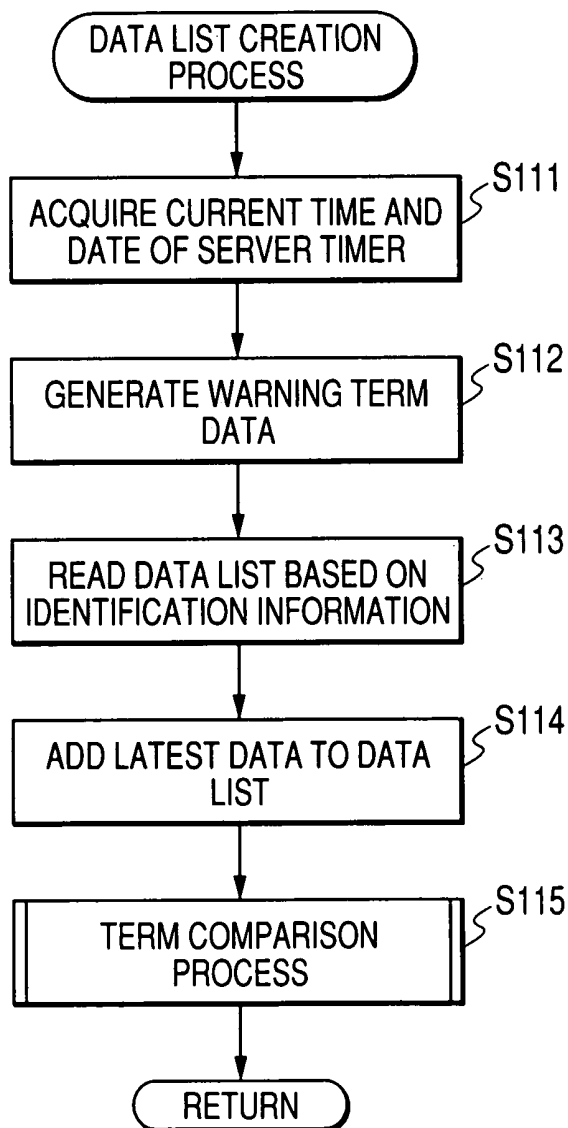 DATA LIST CREATION
PROCESS
S111
ACQUIRE CURRENT TIME AND
DATE OF SERVER TIMER
S112
GENERATE WARNING TERM
DATA
S113
READ DATA LIST BASED ON
IDENTIFICATION INFORMATION
S114
ADD LATEST DATA TO DATA
LIST
S115
TERM COMPARISON
PROCESS
RETURN